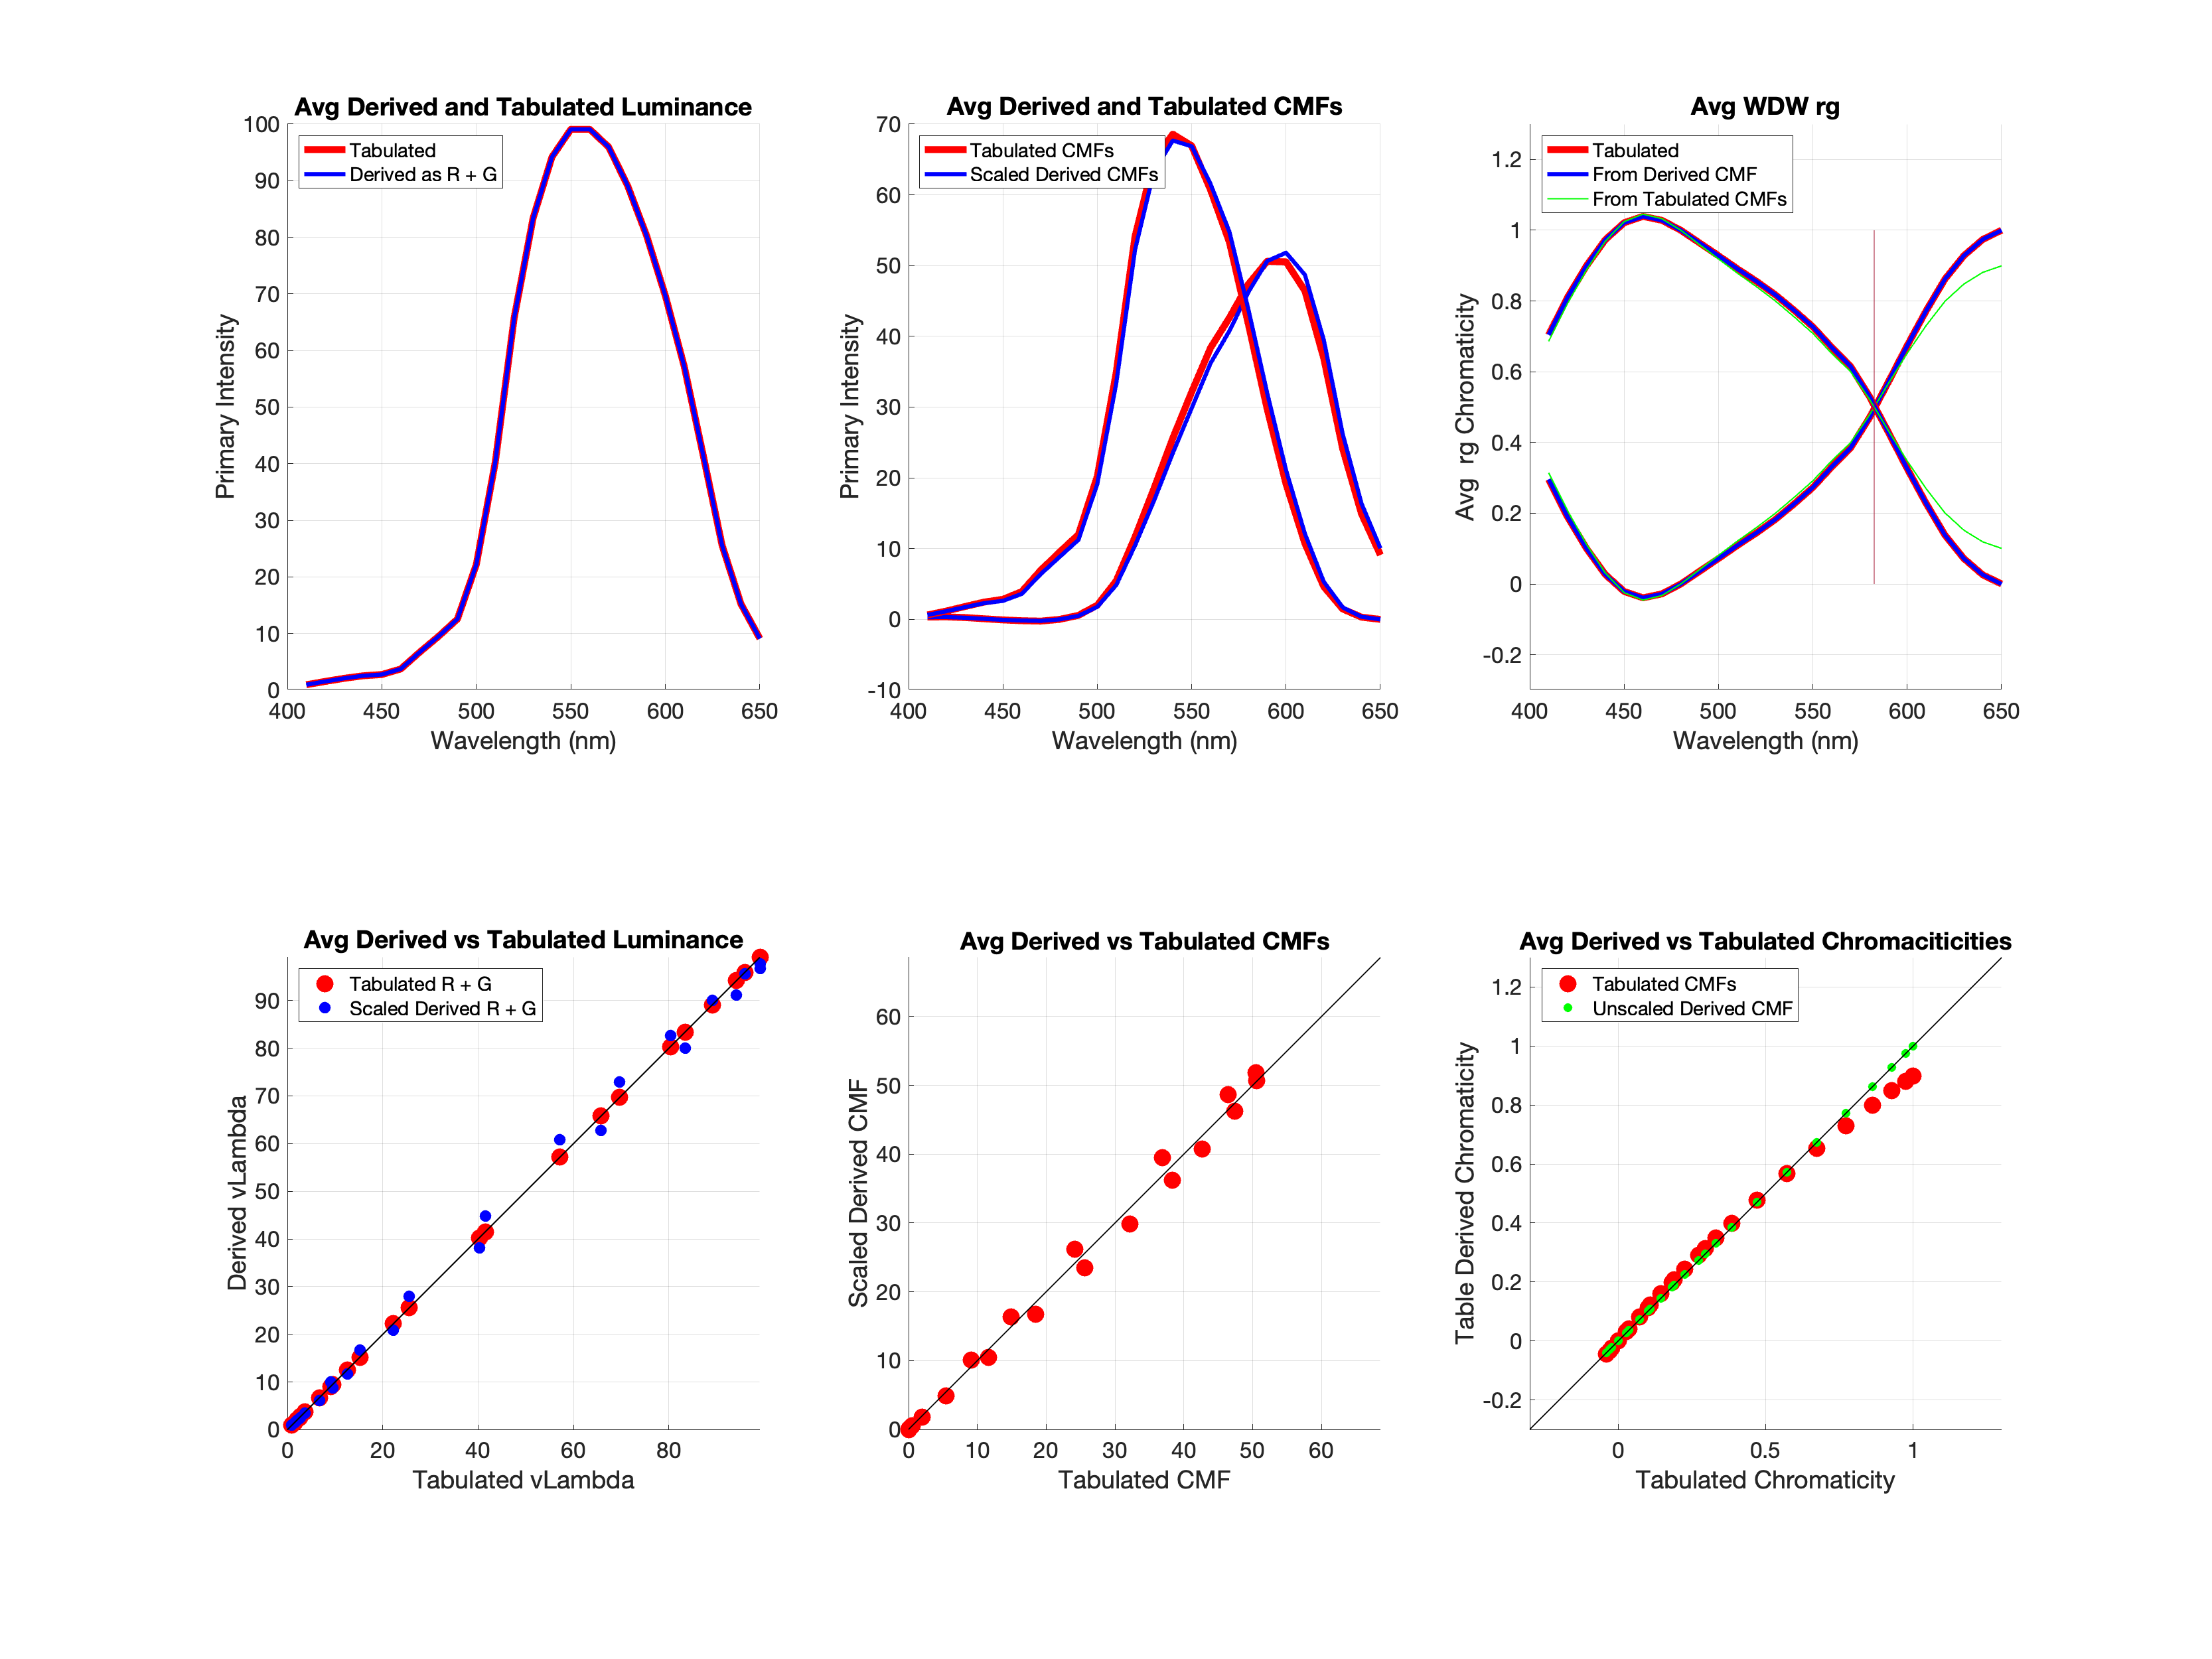 Avg Derived and Tabulated Luminance
100
90
80
70
60
50
40
30
20
10
0
Primary Intensity
Tabulated
Derived as R + G
400 450 500 550 600 650
Wavelength (nm)
Avg Derived and Tabulated CMFs
70
60
50
40
30
20
10
0
-10
Primary Intensity
Tabulated CMFs
Scaled Derived CMFs
400 450 500 550 600 650
Wavelength (nm)
Avg WDW rg
1.2
1
0.8
0.6
0.4
0.2
0
-0.2
Avg rg Chromaticity
Tabulated
From Derived CMF
From Tabulated CMFs
400 450 500 550 600 650
Wavelength (nm)
Avg Derived vs Tabulated Luminance
90
80
70
60
50
40
30
20
10
0
Derived vLambda
Tabulated R + G
Scaled Derived R + G
0 20 40 60 80
Tabulated vLambda
Avg Derived vs Tabulated CMFs
60
50
40
30
20
10
0
Scaled Derived CMF
0 10 20 30 40 50 60
Tabulated CMF
Avg Derived vs Tabulated Chromaciticities
1.2
1
0.8
0.6
0.4
0.2
0
-0.2
Table Derived Chromaticity
Tabulated CMFs
Unscaled Derived CMF
0 0.5 1
Tabulated Chromaticity